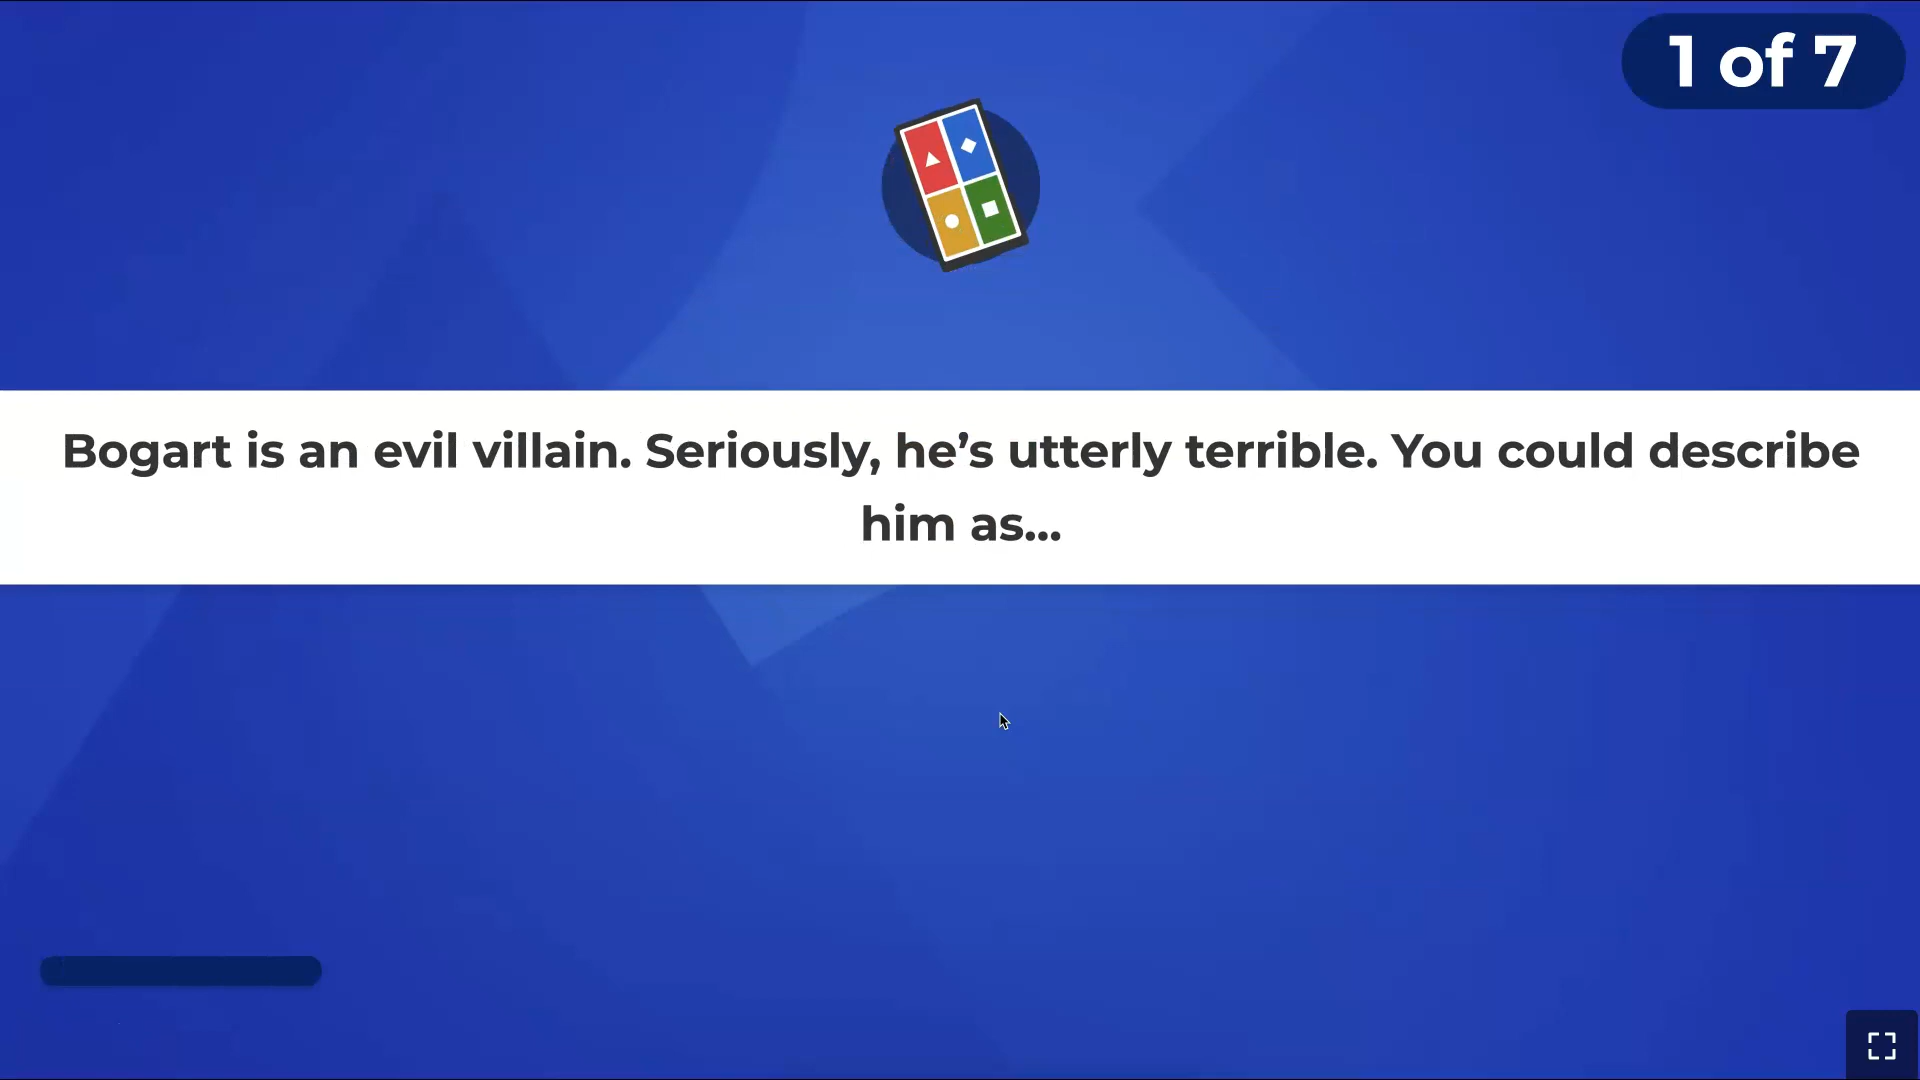 1 of 7
Bogart is an evil villain. Seriously, he’s utterly terrible. You could describe
him as...